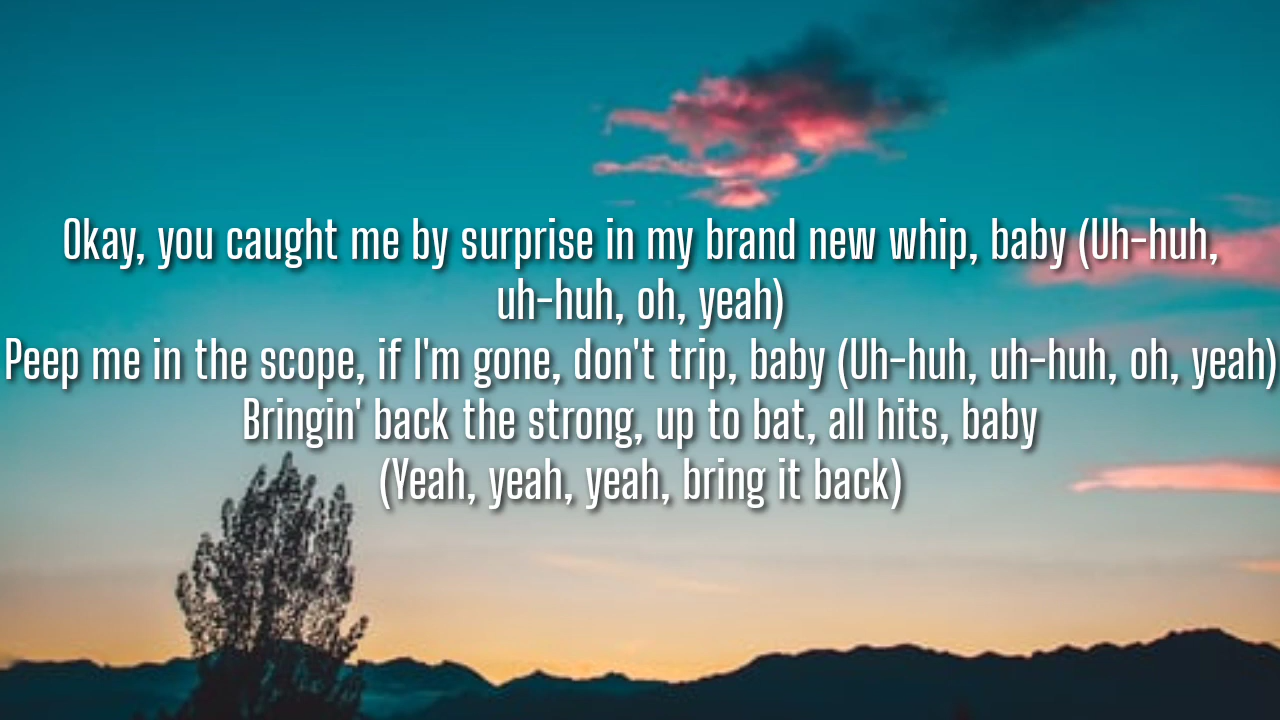 Okay, you caught me by surprise in my brand new whip, baby (Uh-huh,
uh-huh, oh, yeah)
Peep me in the scope, if I'm gone, don't trip, baby (Uh-huh, uh-huh, oh, yeah)
Bringin' back the strong, up to bat, all hits, baby
(Yeah, yeah, yeah, bring it back)